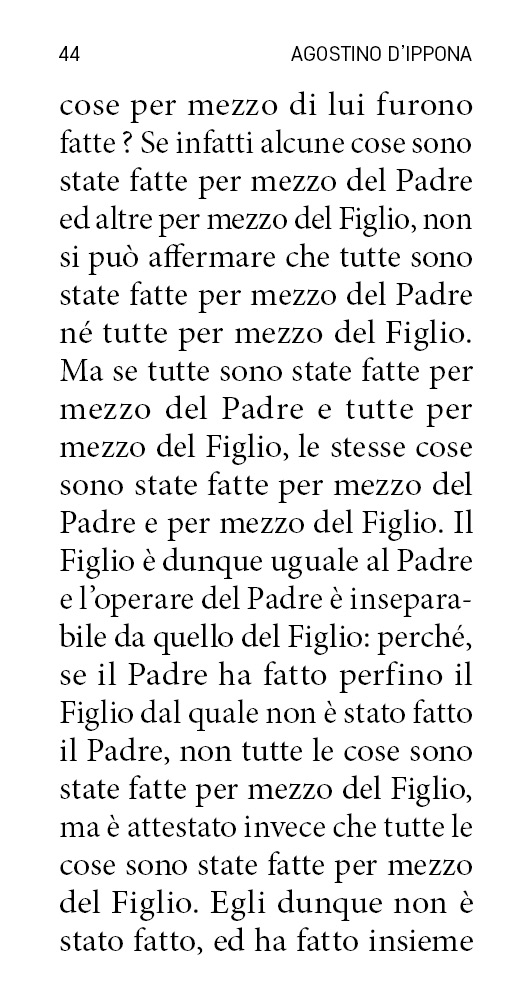 44 AGOSTINO D'IPPONA
cose per mezzo di lui furono
fatte ? Se infatti alcune cose sono
state fatte per mezzo del Padre
ed altre per mezzo del Figlio, non
si può affermare che tutte sono
state fatte per mezzo del Padre
né tutte per mezzo del Figlio.
Ma se tutte sono state fatte per
mezzo del Padre e tutte per
mezzo del Figlio, le stesse cose
sono state fatte per mezzo del
Padre e per mezzo del Figlio. Il
Figlio è dunque uguale al Padre
e l’operare del Padre è insepara-
bile da quello del Figlio: perché,
se il Padre ha fatto perfino il
Figlio dal quale non è stato fatto
il Padre, non tutte le cose sono
state fatte per mezzo del Figlio,
ma è attestato invece che tutte le
cose sono state fatte per mezzo
del Figlio. Egli dunque non è
stato fatto, ed ha fatto insieme